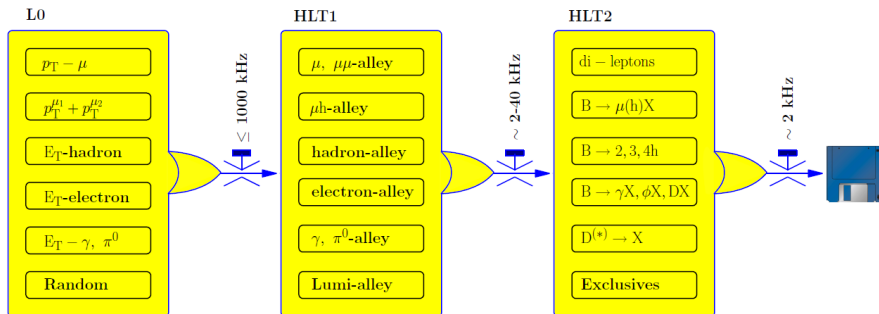 L0
p_T − μ
p_T^{μ1} + p_T^{μ2}
E_T-hadron
E_T-electron
E_T − γ, π⁰
Random
≤ 1000 kHz
HLT1
μ, μμ-alley
μh-alley
hadron-alley
electron-alley
γ, π⁰-alley
Lumi-alley
~ 2-40 kHz
HLT2
di − leptons
B → μ(h)X
B → 2, 3, 4h
B → γX, ϕX, DX
D^{(*)} → X
Exclusives
~ 2 kHz